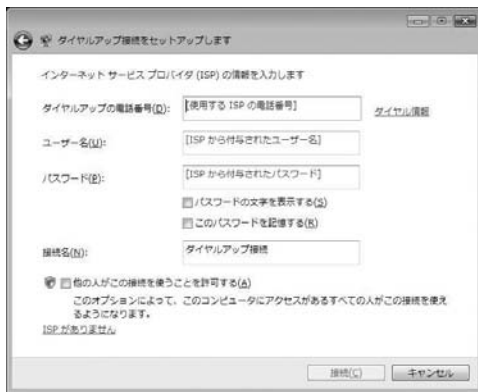 ダイヤルアップ接続をセットアップします
インターネット サービス プロバイダ (ISP) の情報を入力します
ダイヤルアップの電話番号(D):
[使用する ISP の電話番号]
ダイヤル情報
ユーザー名(U):
[ISP から付与されたユーザー名]
パスワード(P):
[ISP から付与されたパスワード]
パスワードの文字を表示する(S)
このパスワードを記憶する(R)
接続名(N):
ダイヤルアップ接続
他の人がこの接続を使うことを許可する(A)
このオプションによって、このコンピュータにアクセスがあるすべての人がこの接続を使え
るようになります。
ISP がありません
接続(C)
キャンセル